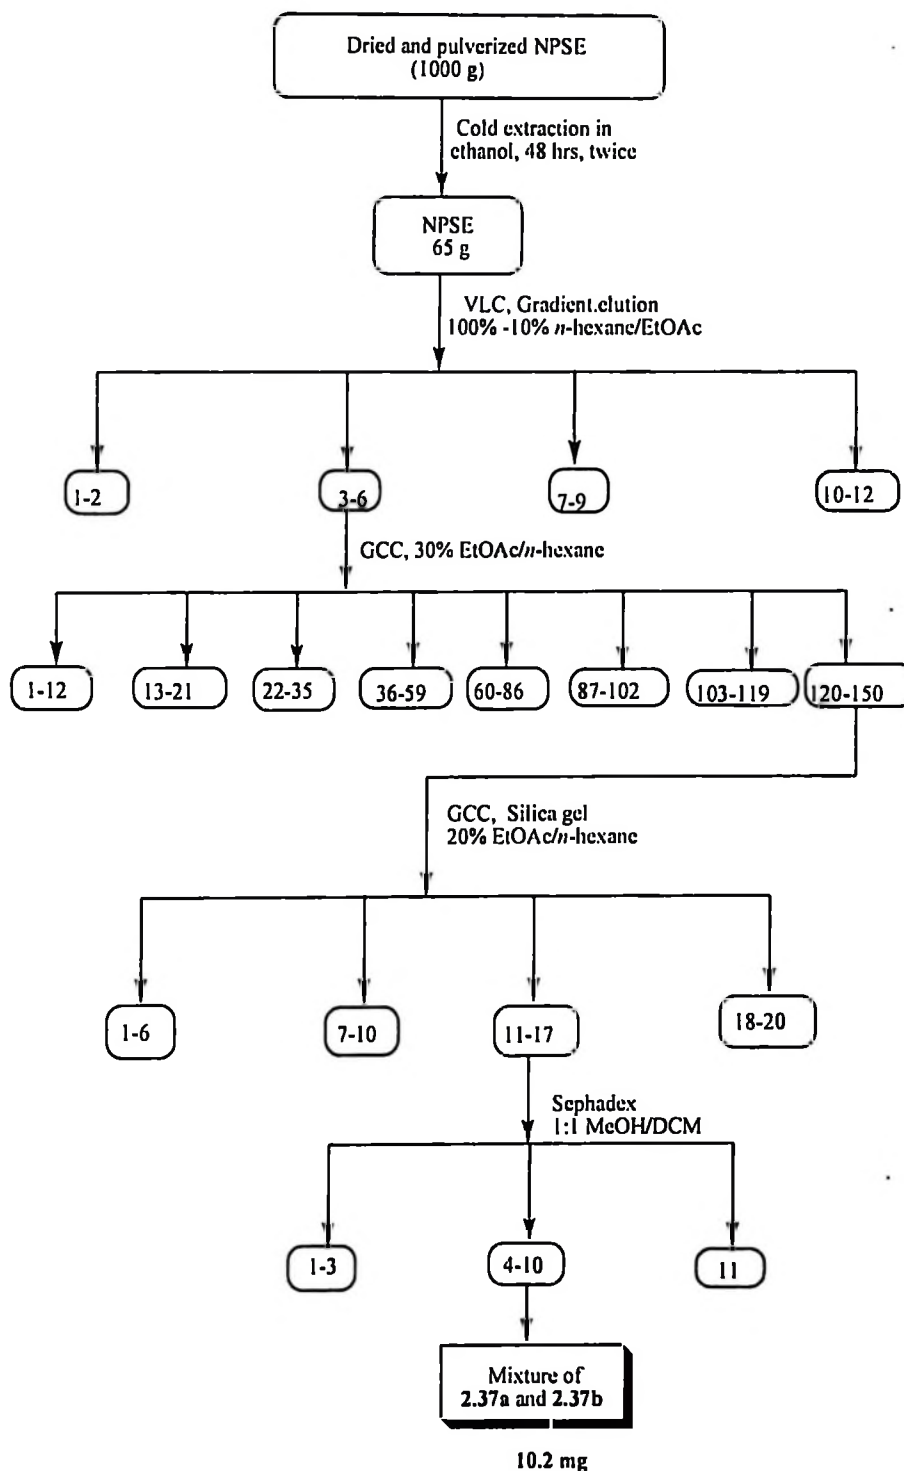 Dried and pulverized NPSE
(1000 g)
Cold extraction in
ethanol, 48 hrs, twice
NPSE
65 g
VLC, Gradient.elution
100% -10% n-hexane/EtOAc
1-2
3-6
7-9
10-12
GCC, 30% EtOAc/n-hexane
1-12
13-21
22-35
36-59
60-86
87-102
103-119
120-150
GCC, Silica gel
20% EtOAc/n-hexane
1-6
7-10
11-17
18-20
Sephadex
1:1 MeOH/DCM
1-3
4-10
11
Mixture of
2.37a and 2.37b
10.2 mg